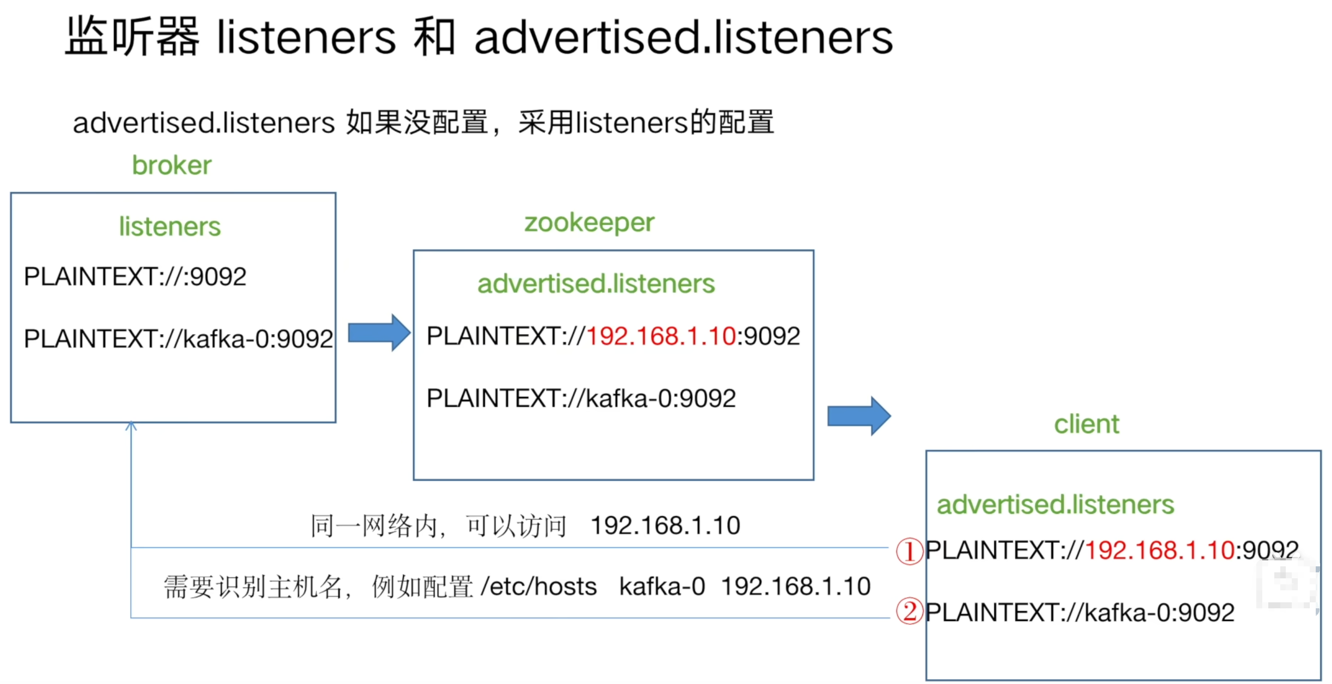 监听器 listeners 和 advertised.listeners
advertised.listeners 如果没配置，采用listeners的配置
broker
listeners
PLAINTEXT://:9092
PLAINTEXT://kafka-0:9092
zookeeper
advertised.listeners
PLAINTEXT://192.168.1.10:9092
PLAINTEXT://kafka-0:9092
client
advertised.listeners
同一网络内，可以访问 192.168.1.10
①PLAINTEXT://192.168.1.10:9092
需要识别主机名，例如配置 /etc/hosts kafka-0 192.168.1.10
②PLAINTEXT://kafka-0:9092